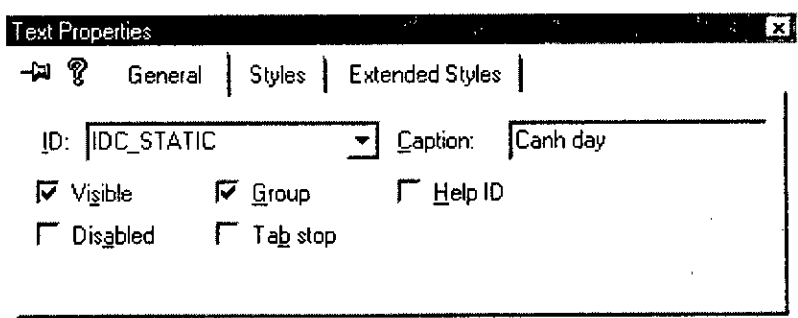 Text Properties
General Styles Extended Styles
ID: IDC_STATIC Caption: Canh day
Visible Group Help ID
Disabled Tab stop